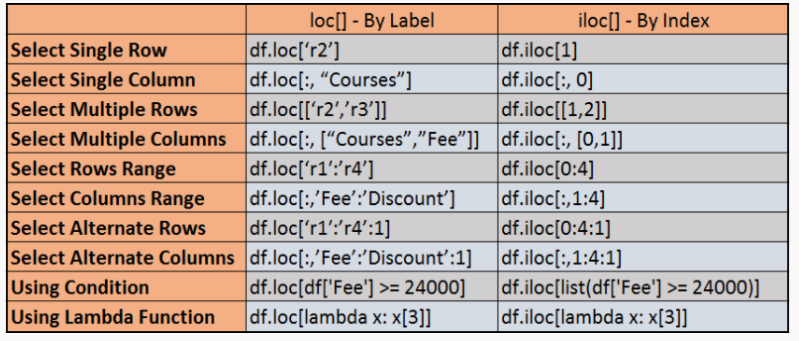 loc[] - By Label iloc[] - By Index
Select Single Row df.loc[‘r2’] df.iloc[1]
Select Single Column df.loc[:, “Courses”] df.iloc[:, 0]
Select Multiple Rows df.loc[[‘r2’,’r3’]] df.iloc[[1,2]]
Select Multiple Columns df.loc[:, [“Courses”,”Fee”]] df.iloc[:, [0,1]]
Select Rows Range df.loc[‘r1’:’r4’] df.iloc[0:4]
Select Columns Range df.loc[:,’Fee’:’Discount’] df.iloc[:,1:4]
Select Alternate Rows df.loc[‘r1’:’r4’:1] df.iloc[0:4:1]
Select Alternate Columns df.loc[:,’Fee’:’Discount’:1] df.iloc[:,1:4:1]
Using Condition df.loc[df['Fee'] >= 24000] df.iloc[list(df['Fee'] >= 24000)]
Using Lambda Function df.loc[lambda x: x[3]] df.iloc[lambda x: x[3]]